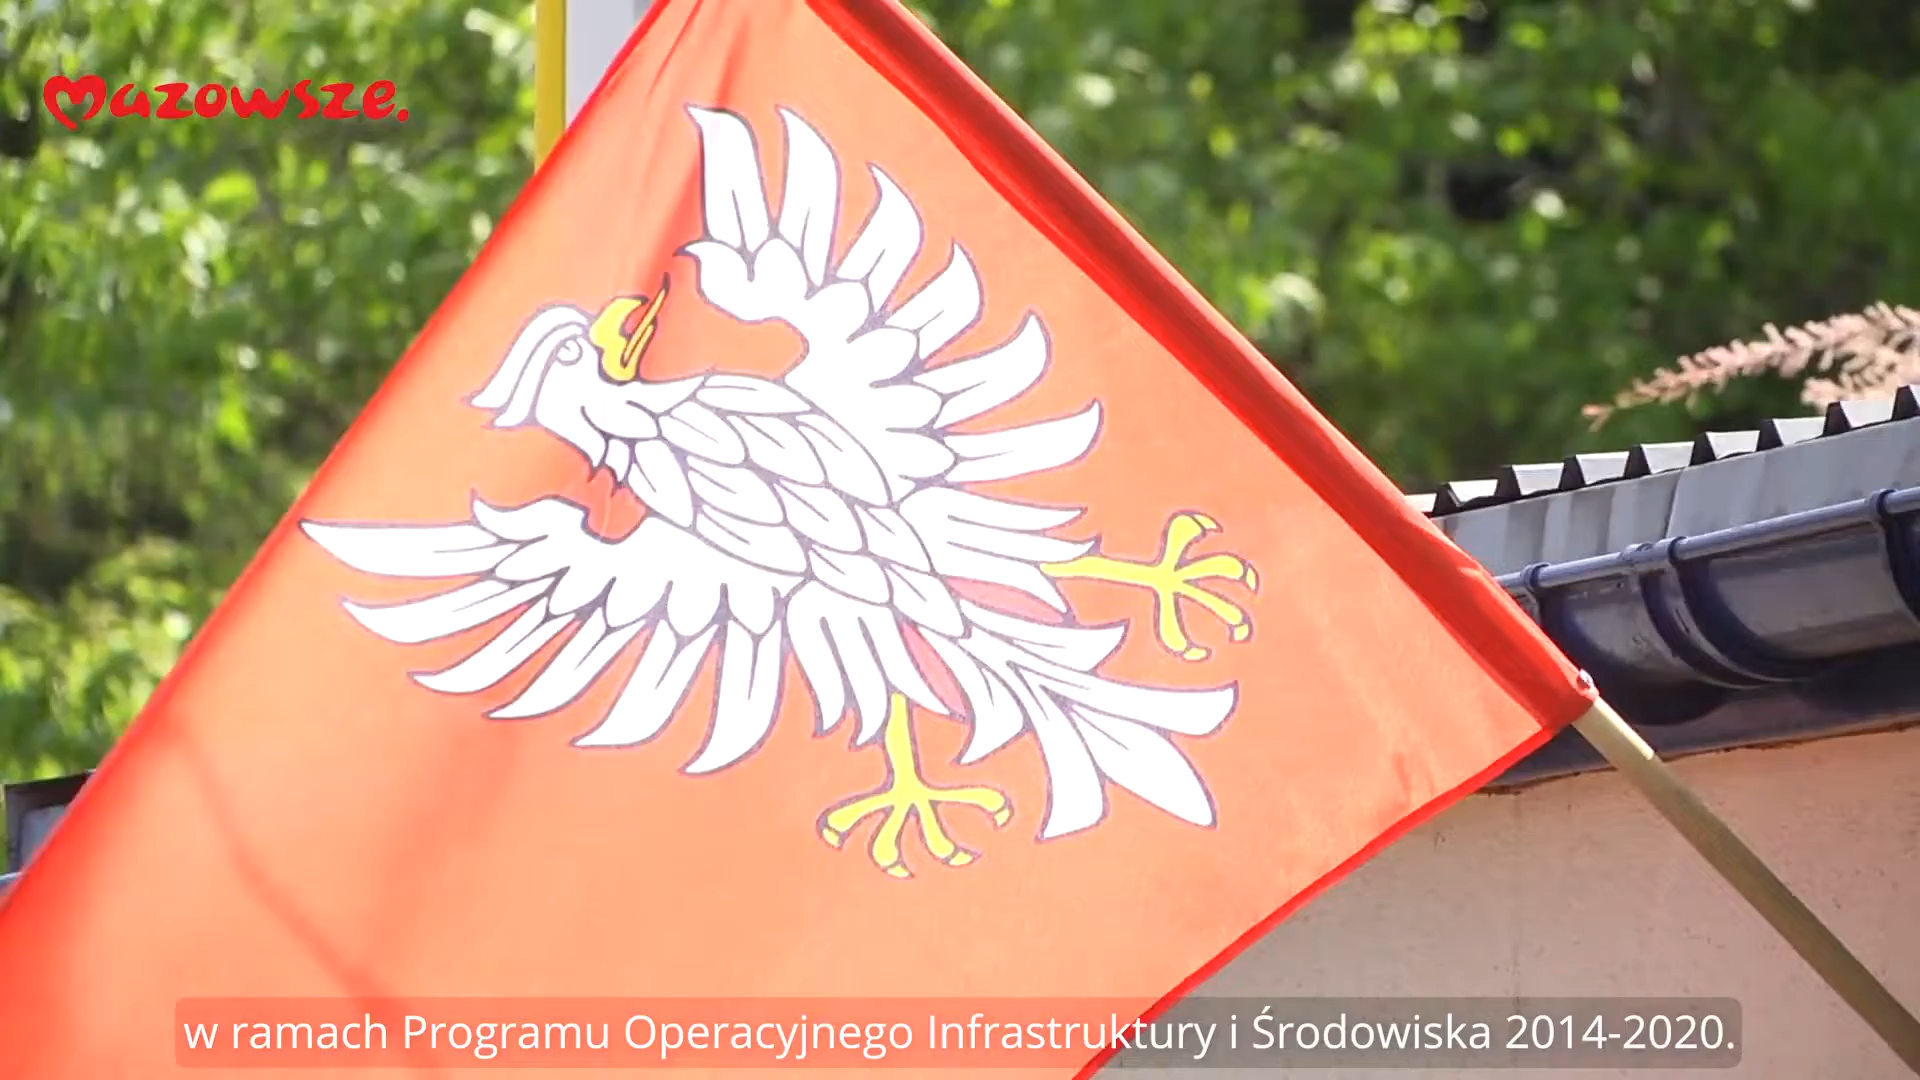 Mazowsze.
w ramach Programu Operacyjnego Infrastruktury i Środowiska 2014-2020.